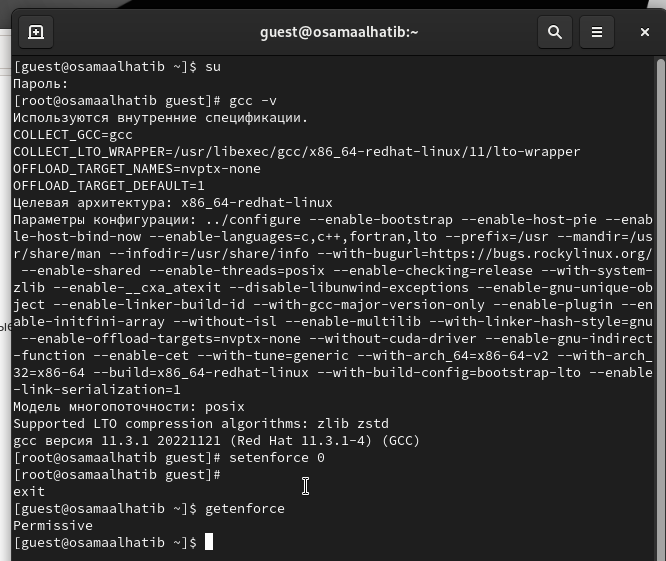 guest@osamaalhatib:~
[guest@osamaalhatib ~]$ su
Пароль:
[root@osamaalhatib guest]# gcc -v
Используются внутренние спецификации.
COLLECT_GCC=gcc
COLLECT_LTO_WRAPPER=/usr/libexec/gcc/x86_64-redhat-linux/11/lto-wrapper
OFFLOAD_TARGET_NAMES=nvptx-none
OFFLOAD_TARGET_DEFAULT=1
Целевая архитектура: x86_64-redhat-linux
Параметры конфигурации: ../configure --enable-bootstrap --enable-host-pie --enab
le-host-bind-now --enable-languages=c,c++,fortran,lto --prefix=/usr --mandir=/us
r/share/man --infodir=/usr/share/info --with-bugurl=https://bugs.rockylinux.org/
--enable-shared --enable-threads=posix --enable-checking=release --with-system-
zlib --enable-__cxa_atexit --disable-libunwind-exceptions --enable-gnu-unique-ob
ject --enable-linker-build-id --with-gcc-major-version-only --enable-plugin --en
able-initfini-array --without-isl --enable-multilib --with-linker-hash-style=gnu
--enable-offload-targets=nvptx-none --without-cuda-driver --enable-gnu-indirect
-function --enable-cet --with-tune=generic --with-arch_64=x86-64-v2 --with-arch_
32=x86-64 --build=x86_64-redhat-linux --with-build-config=bootstrap-lto --enable
-link-serialization=1
Модель многопоточности: posix
Supported LTO compression algorithms: zlib zstd
gcc версия 11.3.1 20221121 (Red Hat 11.3.1-4) (GCC)
[root@osamaalhatib guest]# setenforce 0
[root@osamaalhatib guest]#
exit
[guest@osamaalhatib ~]$ getenforce
Permissive
[guest@osamaalhatib ~]$